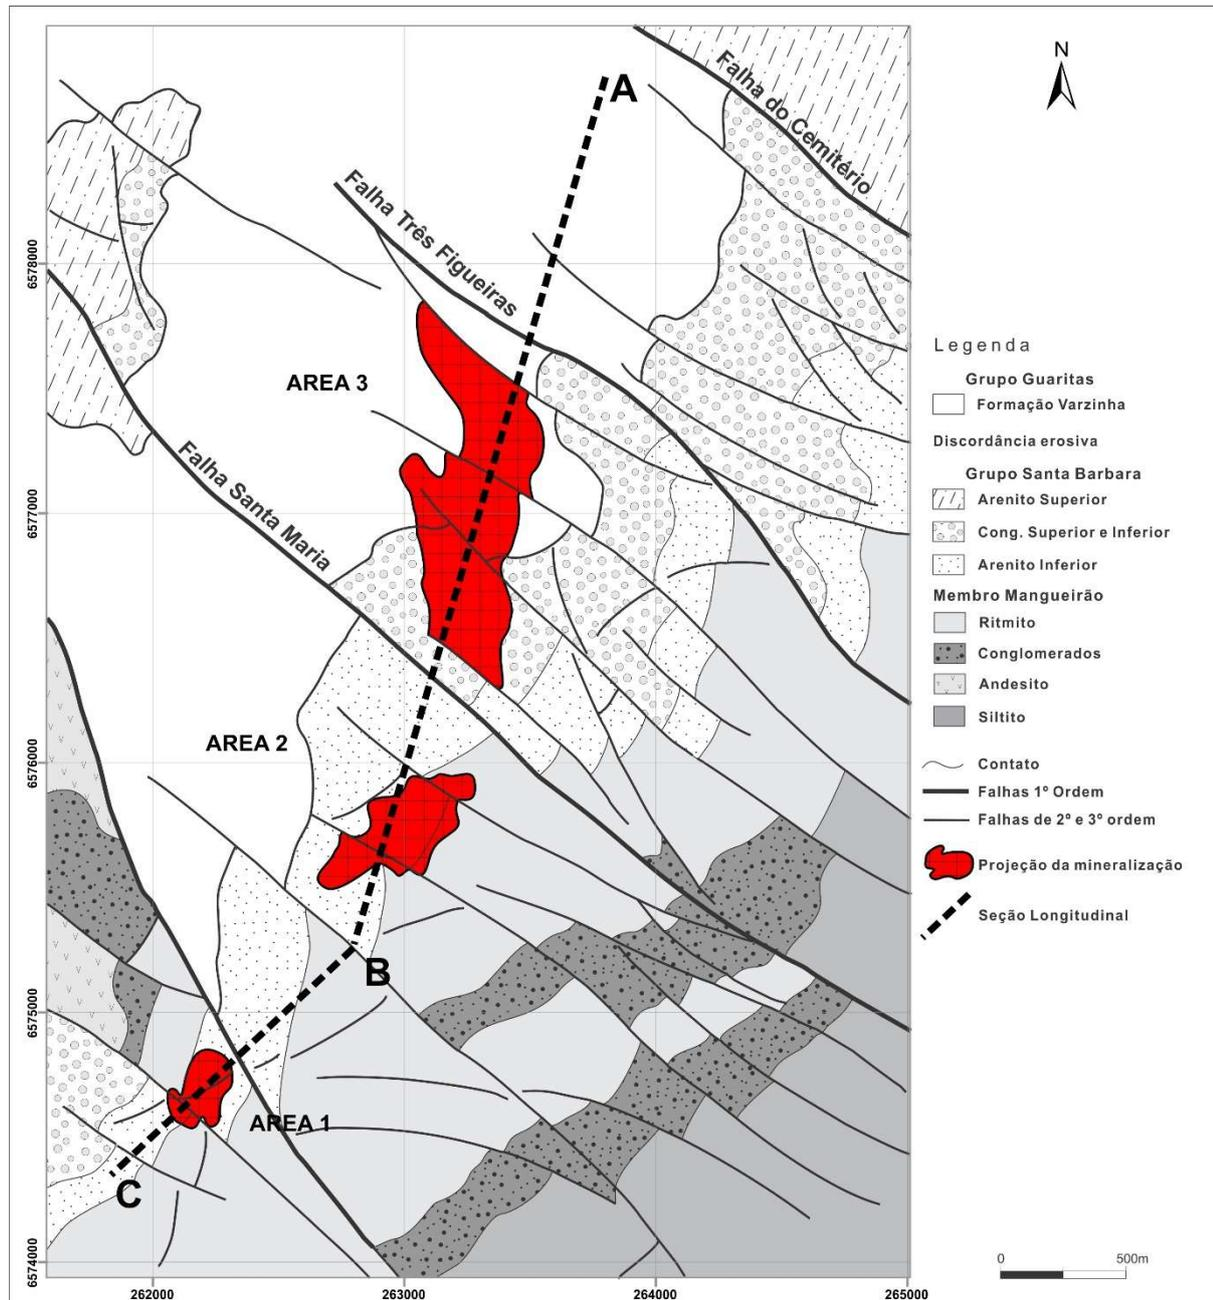 N
A
Falha do Cemitério
Falha Três Figueiras
AREA 3
Falha Santa Maria
AREA 2
B
AREA 1
C
6578000
6577000
6576000
6575000
6574000
262000
263000
264000
265000
Legenda
Grupo Guaritas
Formação Varzinha
Discordância erosiva
Grupo Santa Barbara
Arenito Superior
Cong. Superior e Inferior
Arenito Inferior
Membro Mangueirão
Ritmito
Conglomerados
Andesito
Siltito
Contato
Falhas 1º Ordem
Falhas de 2º e 3º ordem
Projeção da mineralização
Seção Longitudinal
0 500m